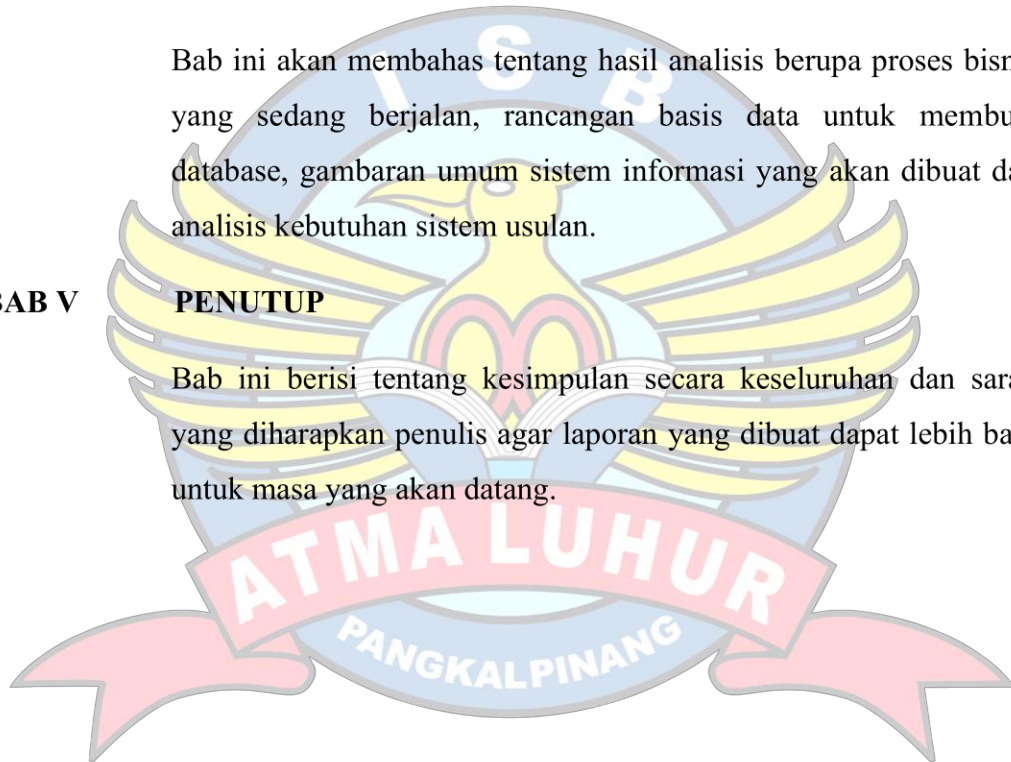 I S B
Bab ini akan membahas tentang hasil analisis berupa proses bisn
yang sedang berjalan, rancangan basis data untuk membu
database, gambaran umum sistem informasi yang akan dibuat da
analisis kebutuhan sistem usulan.
BAB V PENUTUP
Bab ini berisi tentang kesimpulan secara keseluruhan dan sara
yang diharapkan penulis agar laporan yang dibuat dapat lebih ba
untuk masa yang akan datang.
ATMA LUHUR
PANGKALPINANG